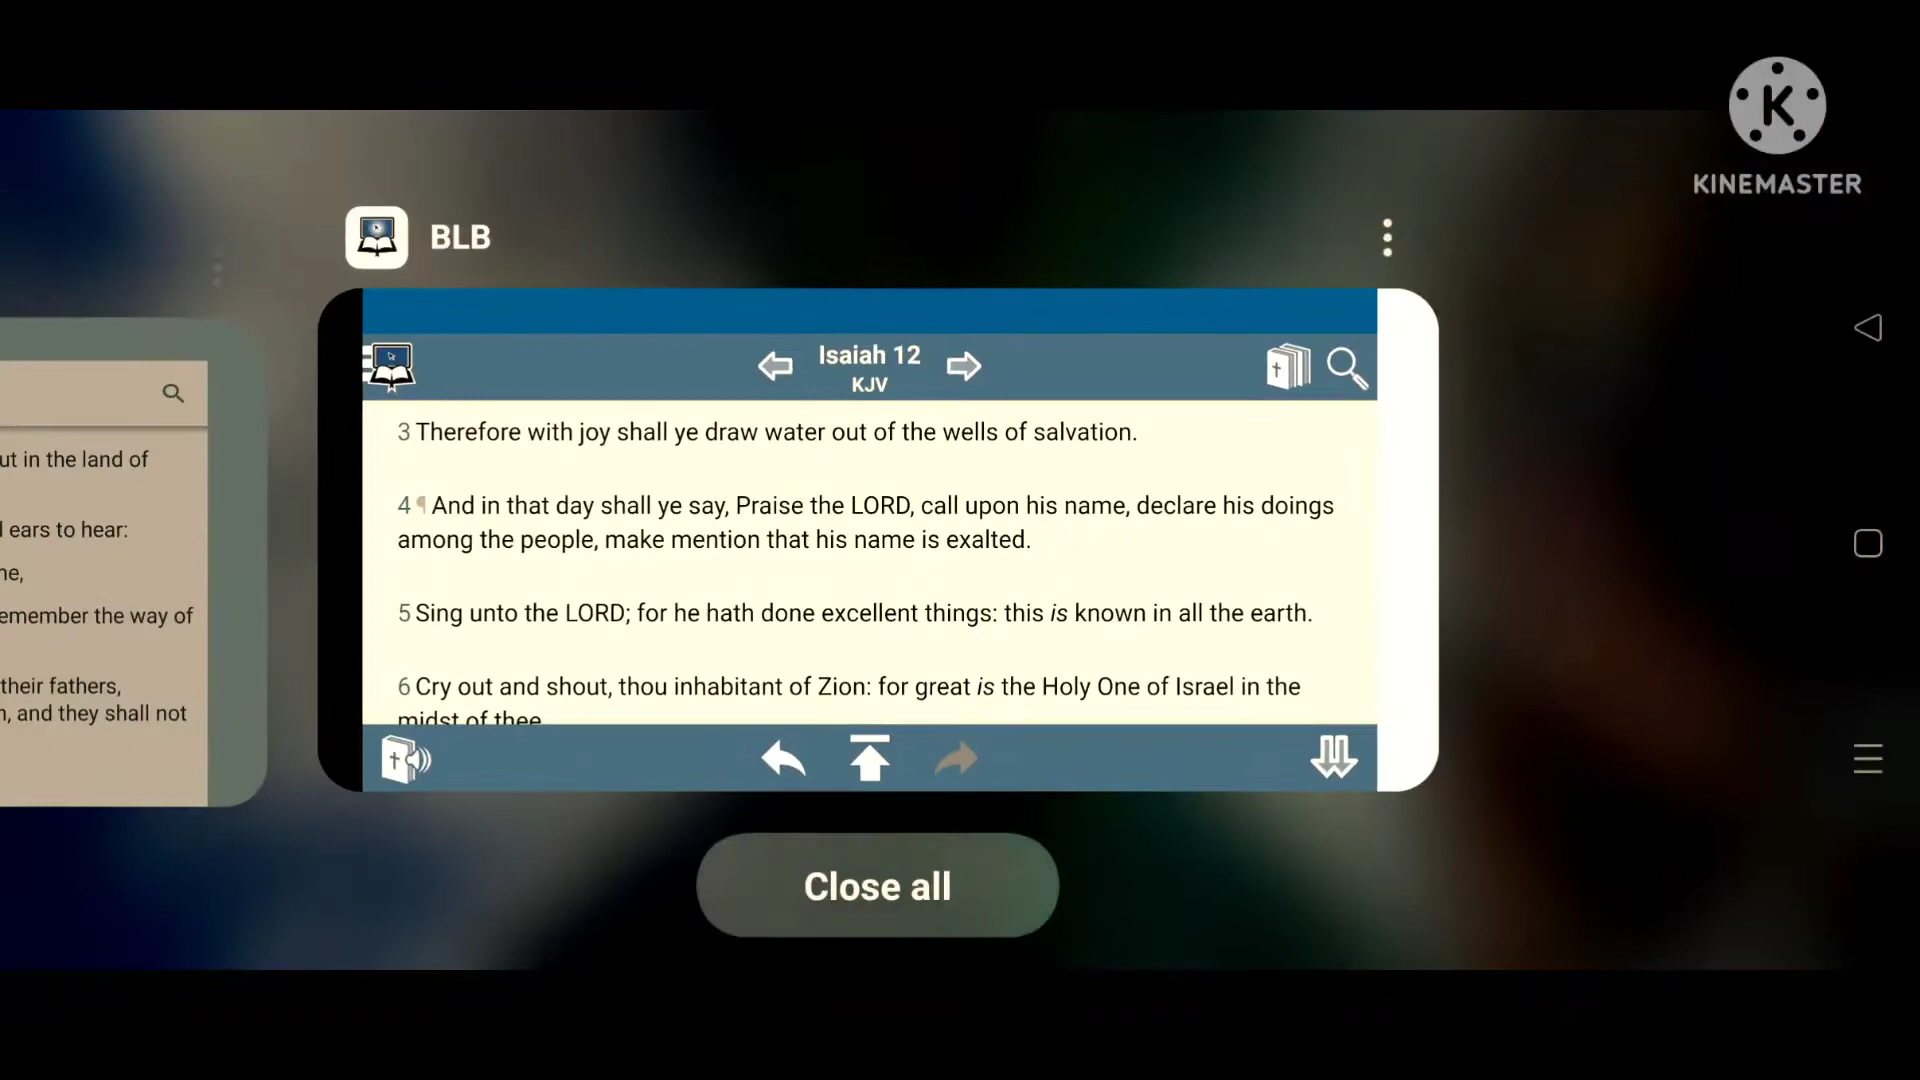 K
KINEMASTER
BLB
Isaiah 12
KJV
3 Therefore with joy shall ye draw water out of the wells of salvation.
4 ¶ And in that day shall ye say, Praise the LORD, call upon his name, declare his doings
among the people, make mention that his name is exalted.
5 Sing unto the LORD; for he hath done excellent things: this is known in all the earth.
6 Cry out and shout, thou inhabitant of Zion: for great is the Holy One of Israel in the
midst of thee
ut in the land of
ears to hear:
ne,
emember the way of
their fathers,
n, and they shall not
Close all